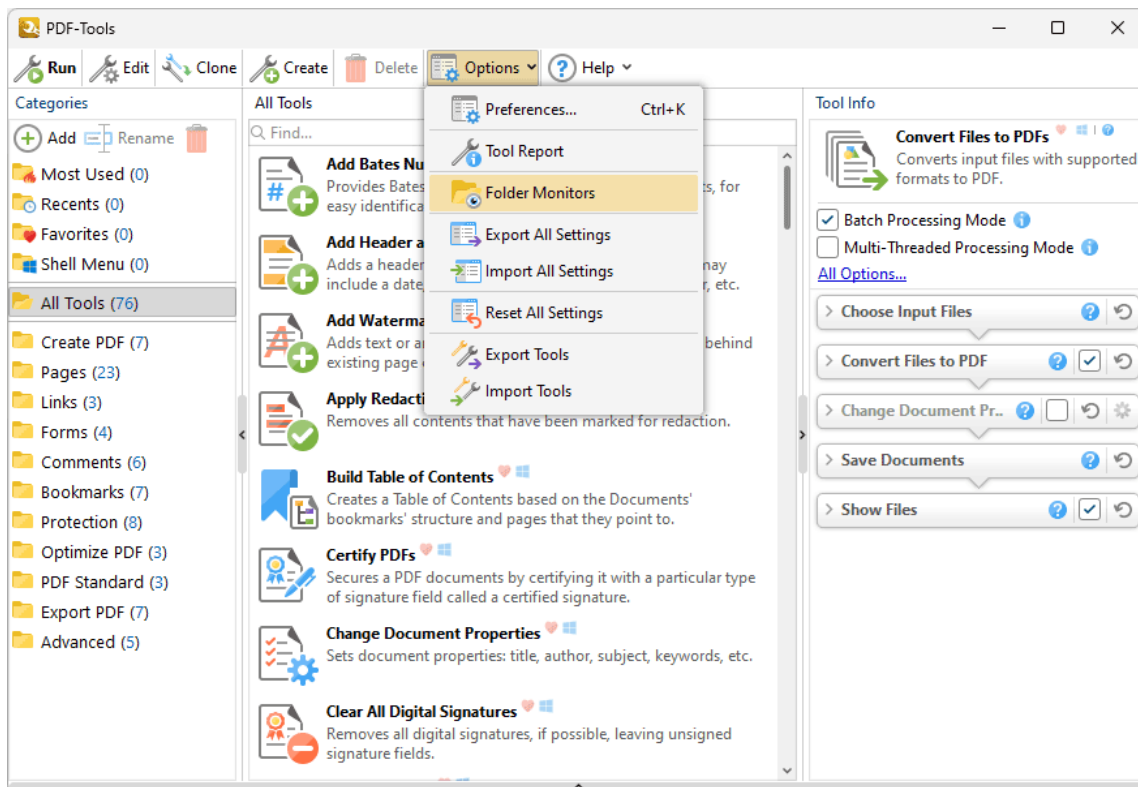 PDF-Tools
Run Edit Clone Create Delete Options Help
Categories
Add Rename
Most Used (0)
Recents (0)
Favorites (0)
Shell Menu (0)
All Tools (76)
Create PDF (7)
Pages (23)
Links (3)
Forms (4)
Comments (6)
Bookmarks (7)
Protection (8)
Optimize PDF (3)
PDF Standard (3)
Export PDF (7)
Advanced (5)
All Tools
Find...
Add Bates Nu
Provides Bates ts, for
easy identifica
Add Header a
Adds a header may
include a date, r, etc.
Add Waterma
Adds text or a behind
existing page
Apply Redacti
Removes all contents that have been marked for redaction.
Build Table of Contents
Creates a Table of Contents based on the Documents'
bookmarks' structure and pages that they point to.
Certify PDFs
Secures a PDF documents by certifying it with a particular type
of signature field called a certified signature.
Change Document Properties
Sets document properties: title, author, subject, keywords, etc.
Clear All Digital Signatures
Removes all digital signatures, if possible, leaving unsigned
signature fields.
Preferences... Ctrl+K
Tool Report
Folder Monitors
Export All Settings
Import All Settings
Reset All Settings
Export Tools
Import Tools
Tool Info
Convert Files to PDFs
Converts input files with supported
formats to PDF.
Batch Processing Mode
Multi-Threaded Processing Mode
All Options...
Choose Input Files
Convert Files to PDF
Change Document Pr..
Save Documents
Show Files